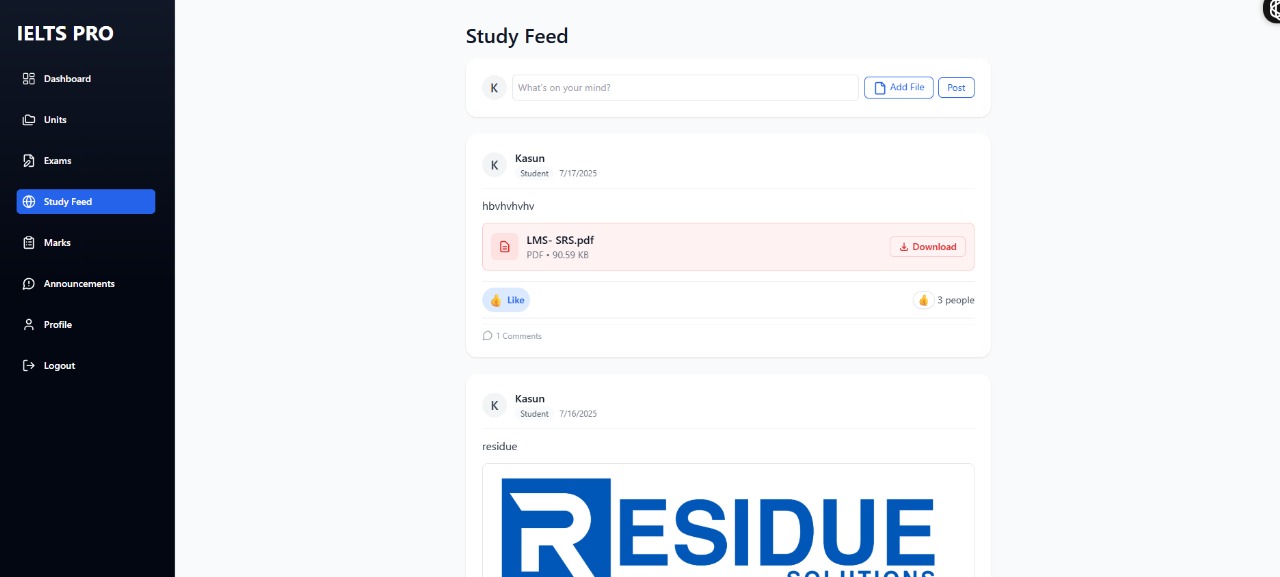 IELTS PRO
Dashboard
Units
Exams
Study Feed
Marks
Announcements
Profile
Logout
Study Feed
K
What's on your mind?
Add File
Post
K
Kasun
Student 7/17/2025
hbvhvhvhv
LMS- SRS.pdf
PDF • 90.59 KB
Download
👍 Like
👍 3 people
1 Comments
K
Kasun
Student 7/16/2025
residue
RESIDUE
SOLUTIONS